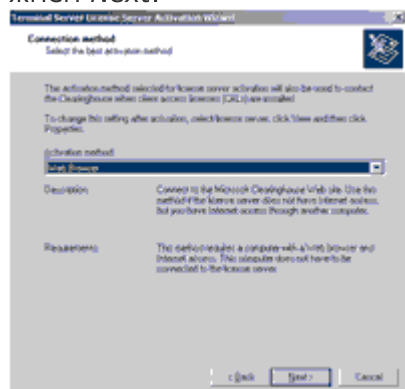 Next.
Terminal Server License Server Activation Wizard
Connection method
Select the best activation method
The activation method selected for license server activation will also be used to contact
the Clearinghouse when client access licenses (CALs) are installed
To change this setting after activation, select license server, click View and then click
Properties.
Activation method
Web Browser
Description: Connect to the Microsoft Clearinghouse Web site. Use this
method if the license server does not have Internet access,
but you have Internet access through another computer.
Requirements: This method requires a computer with a Web browser and
Internet access. This computer does not have to be
connected to the license server.
< Back Next > Cancel